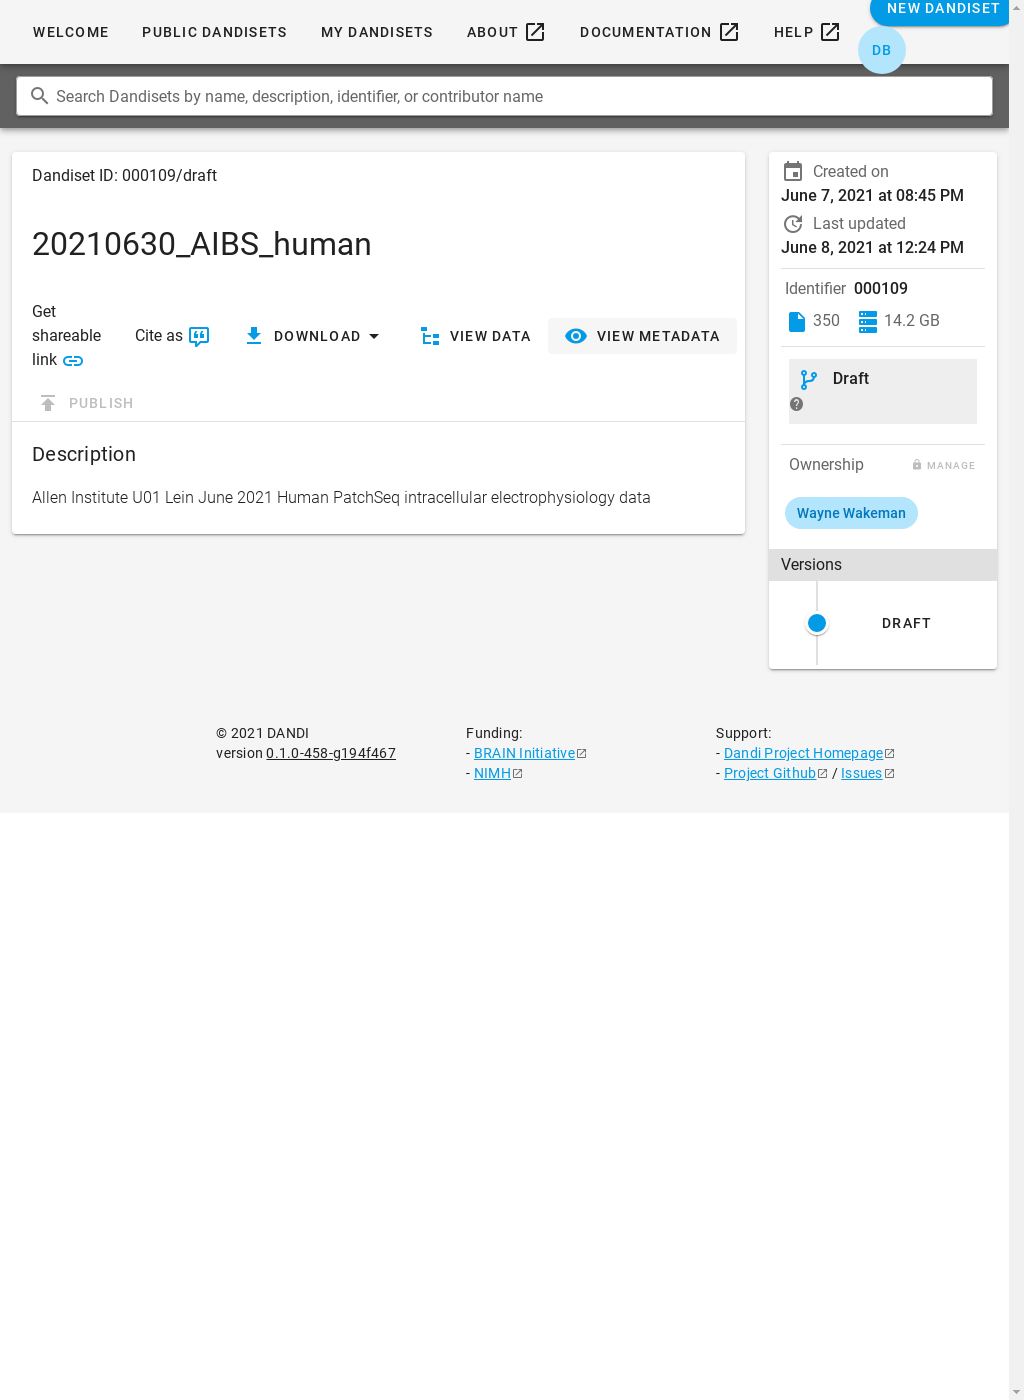 WELCOME
PUBLIC DANDISETS
MY DANDISETS
ABOUT
DOCUMENTATION
HELP
NEW DANDISET
DB
Search Dandisets by name, description, identifier, or contributor name
Dandiset ID: 000109/draft
20210630_AIBS_human
Get
shareable
link
Cite as
DOWNLOAD
VIEW DATA
VIEW METADATA
PUBLISH
Description
Allen Institute U01 Lein June 2021 Human PatchSeq intracellular electrophysiology data
Created on
June 7, 2021 at 08:45 PM
Last updated
June 8, 2021 at 12:24 PM
Identifier 000109
350 14.2 GB
Draft
Ownership MANAGE
Wayne Wakeman
Versions
DRAFT
© 2021 DANDI
version 0.1.0-458-g194f467
Funding:
- BRAIN Initiative
- NIMH
Support:
- Dandi Project Homepage
- Project Github / Issues